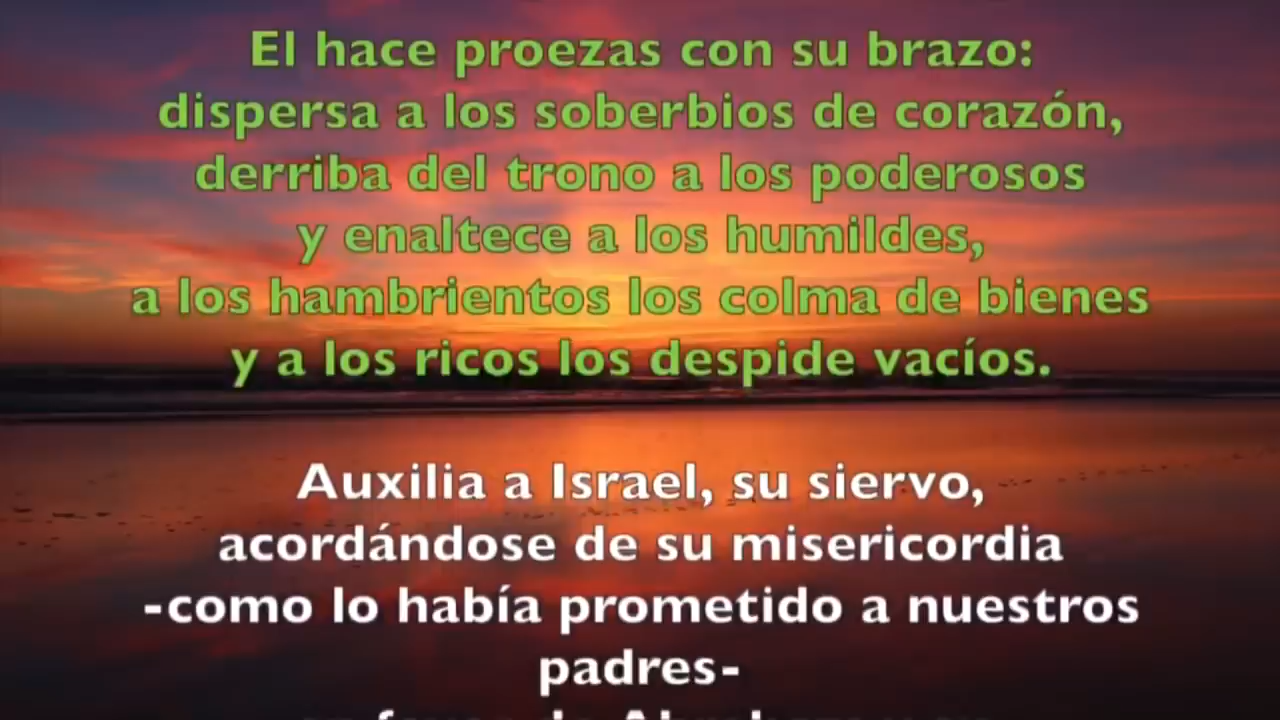 El hace proezas con su brazo:
dispersa a los soberbios de corazón,
derriba del trono a los poderosos
y enaltece a los humildes,
a los hambrientos los colma de bienes
y a los ricos los despide vacíos.
Auxilia a Israel, su siervo,
acordándose de su misericordia
-como lo había prometido a nuestros
padres-